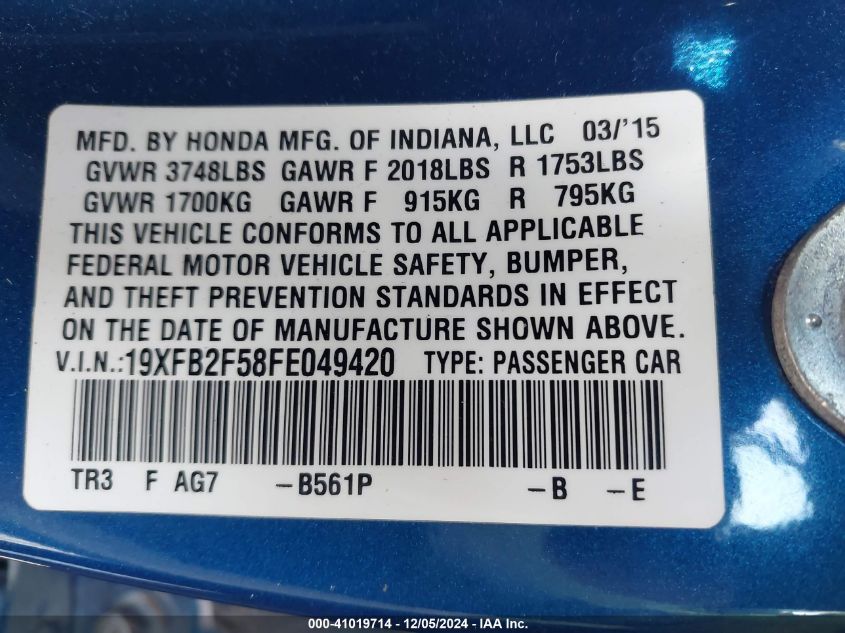 MFD. BY HONDA MFG. OF INDIANA, LLC 03/'15
GVWR 3748LBS GAWR F 2018LBS R 1753LBS
GVWR 1700KG GAWR F 915KG R 795KG
THIS VEHICLE CONFORMS TO ALL APPLICABLE
FEDERAL MOTOR VEHICLE SAFETY, BUMPER,
AND THEFT PREVENTION STANDARDS IN EFFECT
ON THE DATE OF MANUFACTURE SHOWN ABOVE.
V.I.N.:19XFB2F58FE049420 TYPE: PASSENGER CAR
TR3 F AG7 -B561P -B -E
000-41019714 - 12/05/2024 - IAA Inc.